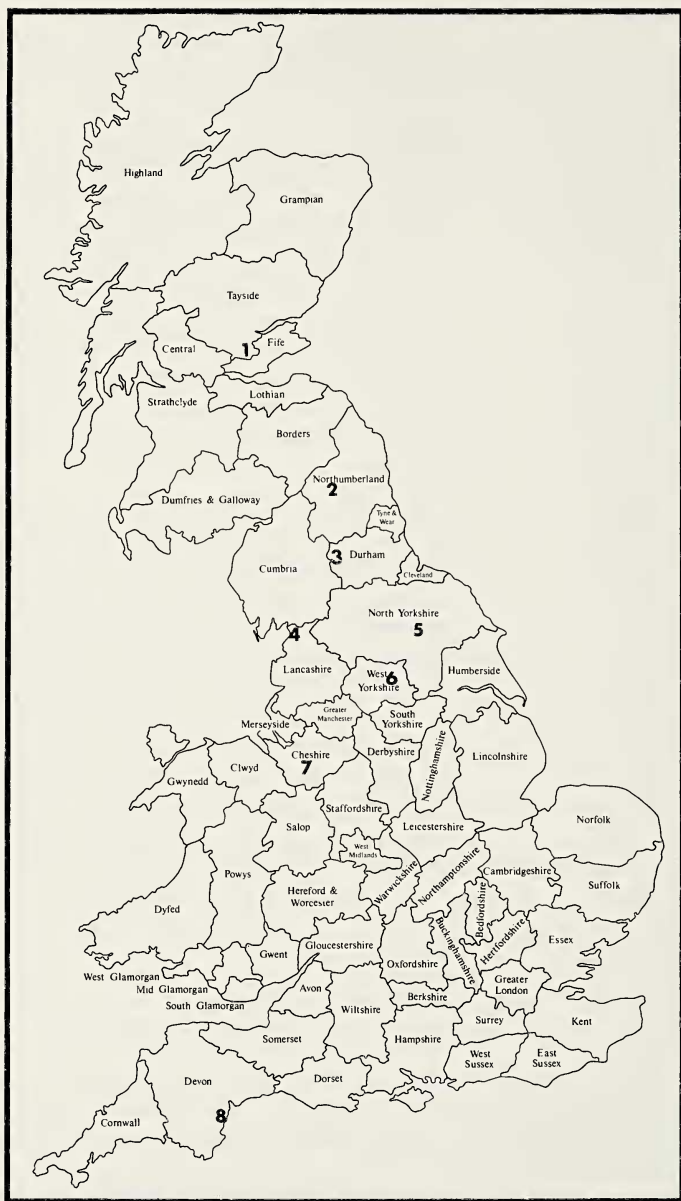 Highland
Grampian
Tayside
Central
1
Fife
Strathclyde
Lothian
Borders
Northumberland
2
Dumfries & Galloway
Tyne &
Wear
3
Durham
Cumbria
Cleveland
North Yorkshire
5
4
Lancashire
West
Yorkshire
6
Humberside
Greater
Manchester
South
Yorkshire
Merseyside
Cheshire
7
Derbyshire
Nottinghamshire
Lincolnshire
Gwynedd
Clwyd
Staffordshire
Salop
Leicestershire
Norfolk
West
Midlands
Powys
Warwickshire
Northamptonshire
Cambridgeshire
Hereford &
Worcester
Bedfordshire
Suffolk
Dyfed
Gwent
Gloucestershire
Oxfordshire
Buckinghamshire
Hertfordshire
Essex
West Glamorgan
Mid Glamorgan
South Glamorgan
Avon
Wiltshire
Berkshire
Greater
London
Somerset
Hampshire
Surrey
Kent
West
Sussex
East
Sussex
Devon
Dorset
8
Cornwall